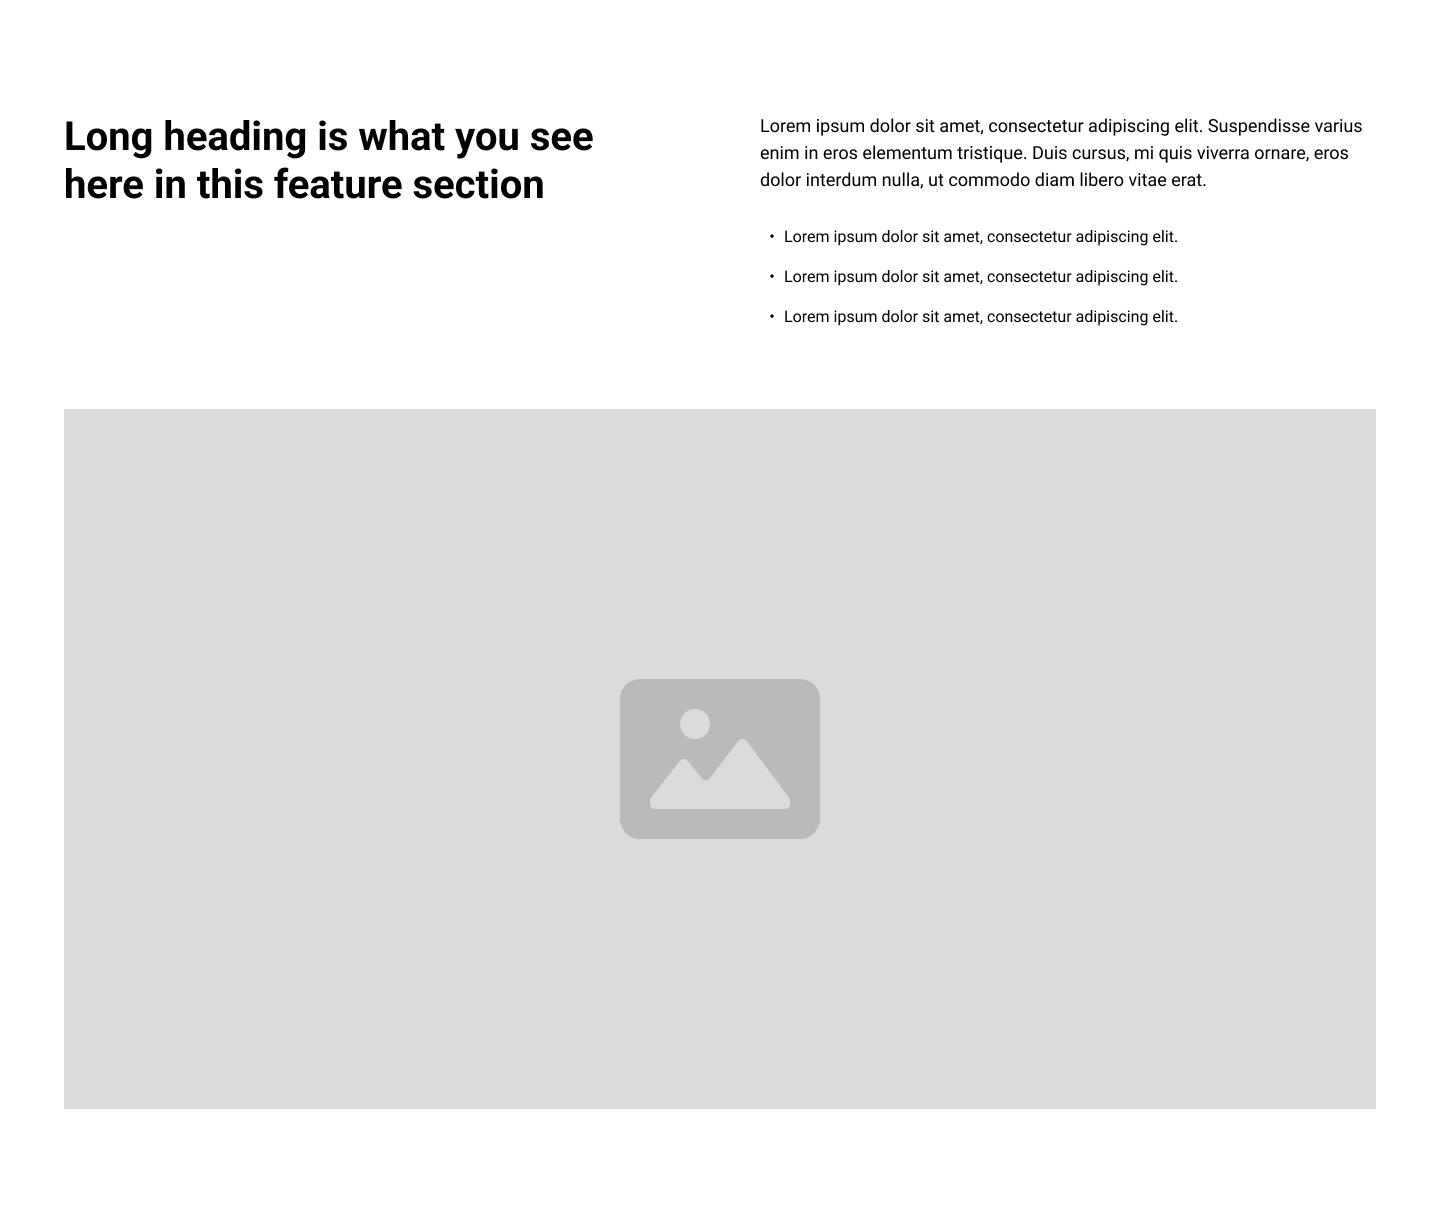 Long heading is what you see
here in this feature section
Lorem ipsum dolor sit amet, consectetur adipiscing elit. Suspendisse varius
enim in eros elementum tristique. Duis cursus, mi quis viverra ornare, eros
dolor interdum nulla, ut commodo diam libero vitae erat.
• Lorem ipsum dolor sit amet, consectetur adipiscing elit.
• Lorem ipsum dolor sit amet, consectetur adipiscing elit.
• Lorem ipsum dolor sit amet, consectetur adipiscing elit.